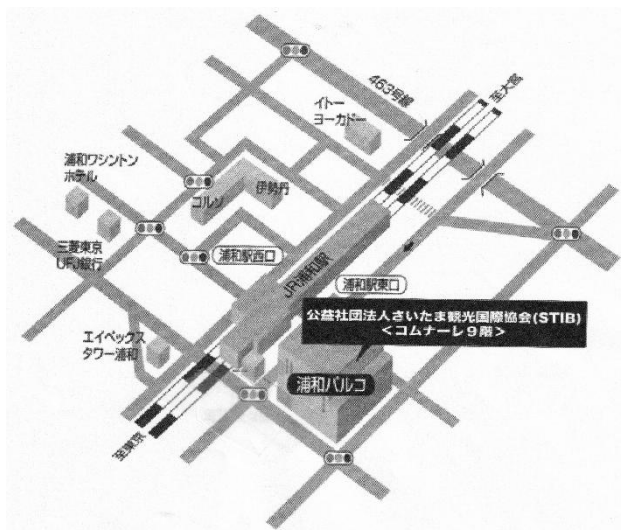 463号線
至大宮
イトー
ヨーカドー
浦和ワシントン
ホテル
コルソ
伊勢丹
三菱東京
UFJ銀行
浦和駅西口
JR浦和駅
浦和駅東口
公益社団法人さいたま観光国際協会(STIB)
<コムナーレ9階>
エイペックス
タワー浦和
浦和パルコ
至東京